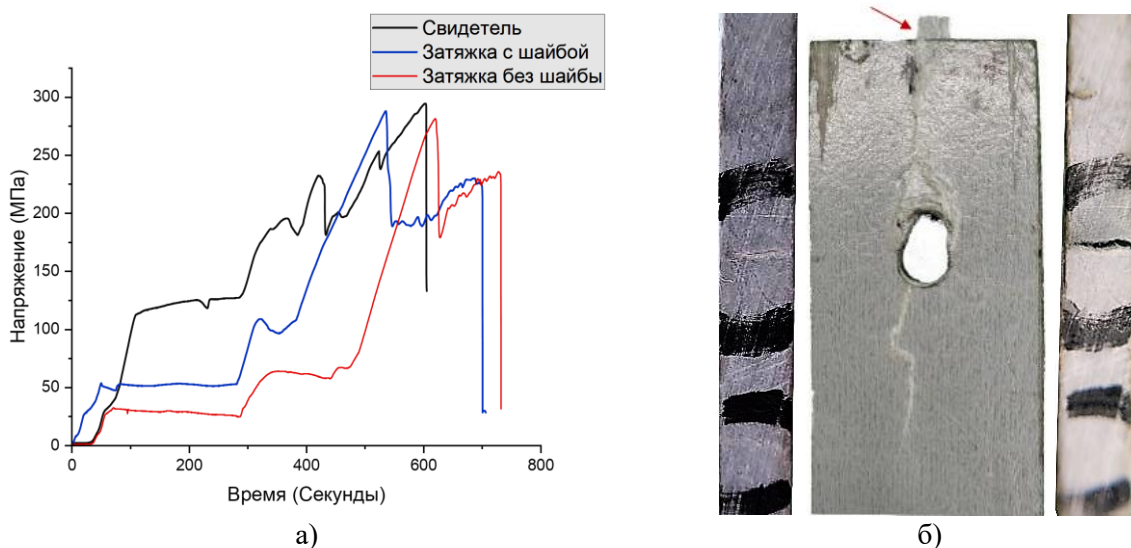 Свидетель
Затяжка с шайбой
Затяжка без шайбы
Напряжение (МПа)
300
250
200
150
100
50
0
0 200 400 600 800
Время (Секунды)
а) б)